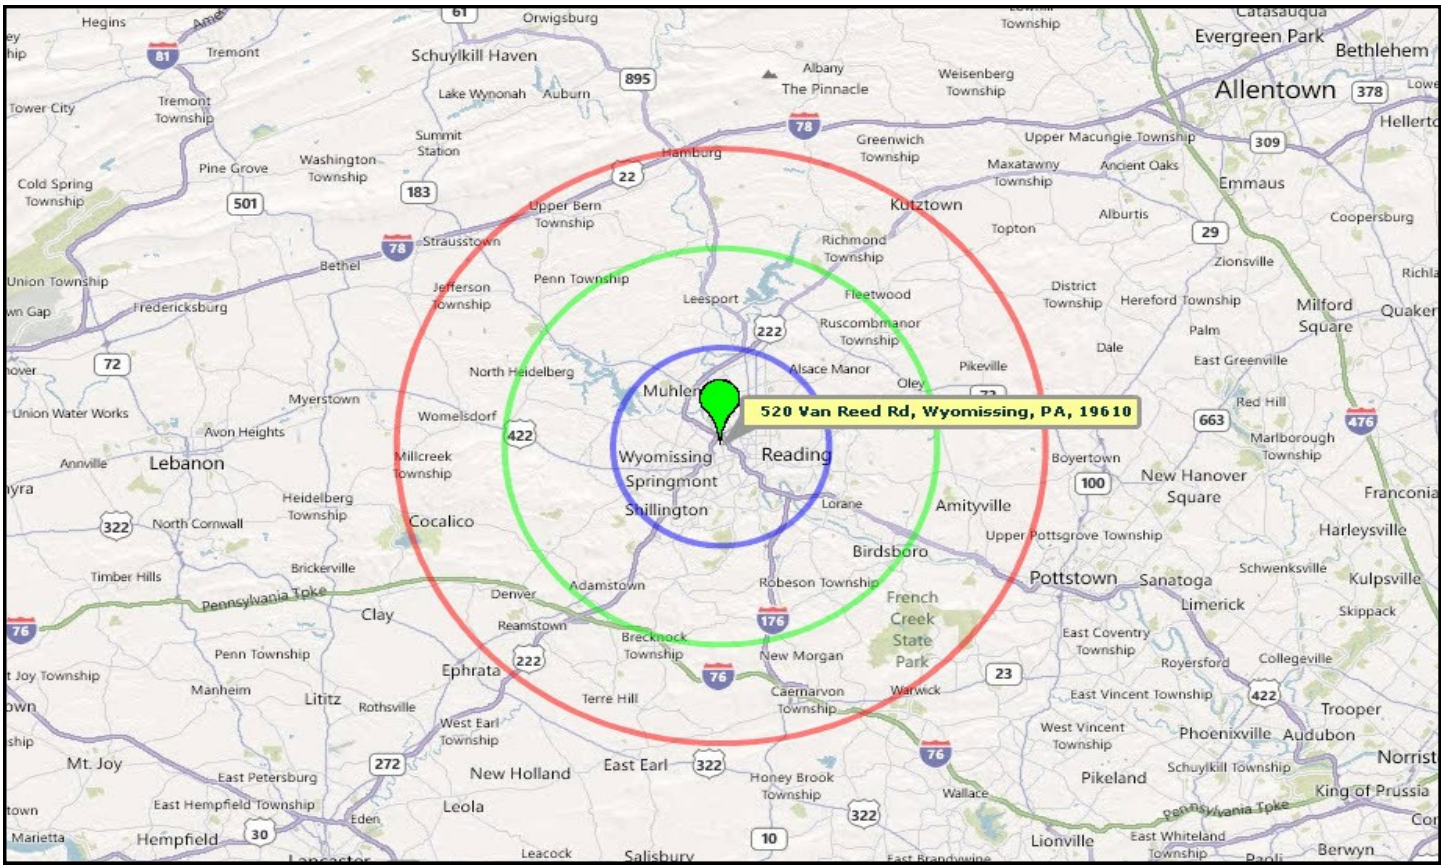 61
Orwigsburg
Township
Catasauqua
Hegins
Evergreen Park
Bethlehem
81
Tremont
Schuylkill Haven
895
Albany
The Pinnacle
Weisenberg
Township
Allentown
378
Tower City
Tremont
Township
Lake Wynonah
Auburn
78
Summit
Station
Greenwich
Township
Upper Macungie Township
309
Washington
Township
Hamburg
Pine Grove
22
Maxatawny
Township
Ancient Oaks
Emmaus
Cold Spring
Township
501
183
Upper Bern
Township
Kutztown
Alburtis
Coopersburg
78
Strausstown
Richmond
Township
Topton
29
Zionsville
Bethel
Union Township
Penn Township
Jefferson
Township
Leesport
Fleetwood
District
Township
Hereford Township
Milford
Square
wn Gap
Fredericksburg
222
Ruscombmanor
Township
Palm
Quaker
Dale
72
North Heidelberg
Alsace Manor
Pikeville
East Greenville
Oley
Muhlen
Union Water Works
Myerstown
Womelsdorf
520 Van Reed Rd, Wyomissing, PA, 19610
Red Hill
663
476
Avon Heights
422
Marlborough
Township
Annville
Lebanon
Millcreek
Township
Wyomissing
Reading
Boyertown
Springmont
100
New Hanover
Square
Franconia
Heidelberg
Township
Shillington
Lorane
Amityville
322
North Cornwall
Cocalico
Upper Pottsgrove Township
Harleysville
Birdsboro
Timber Hills
Brickerville
Adamstown
Robeson Township
Pottstown
Sanatoga
Schwenksville
Kulpsville
Pennsylvania Tpke
Denver
French
Creek
State
Park
Limerick
Skippack
Clay
76
Reamstown
176
Brecknock
Township
East Coventry
Township
Penn Township
222
New Morgan
Royersford
Collegeville
t Joy Township
Ephrata
76
23
Manheim
Lititz
Rothsville
Terre Hill
Caernarvon
Township
Warwick
East Vincent Township
422
Trooper
West Earl
Township
West Vincent
Township
Phoenixville
Audubon
Mt. Joy
272
East Petersburg
New Holland
East Earl
322
Honey Brook
Township
76
Pikeland
Schuylkill Township
Norrist
King of Prussia
East Hempfield Township
Leola
Wallace
Pennsylvania Tpke
Marietta
Hempfield
30
Eden
322
10
Lionville
East Whiteland
Township
Berwyn
Lancaster
Leacock
Salisbury
East Brandywine
Paoli